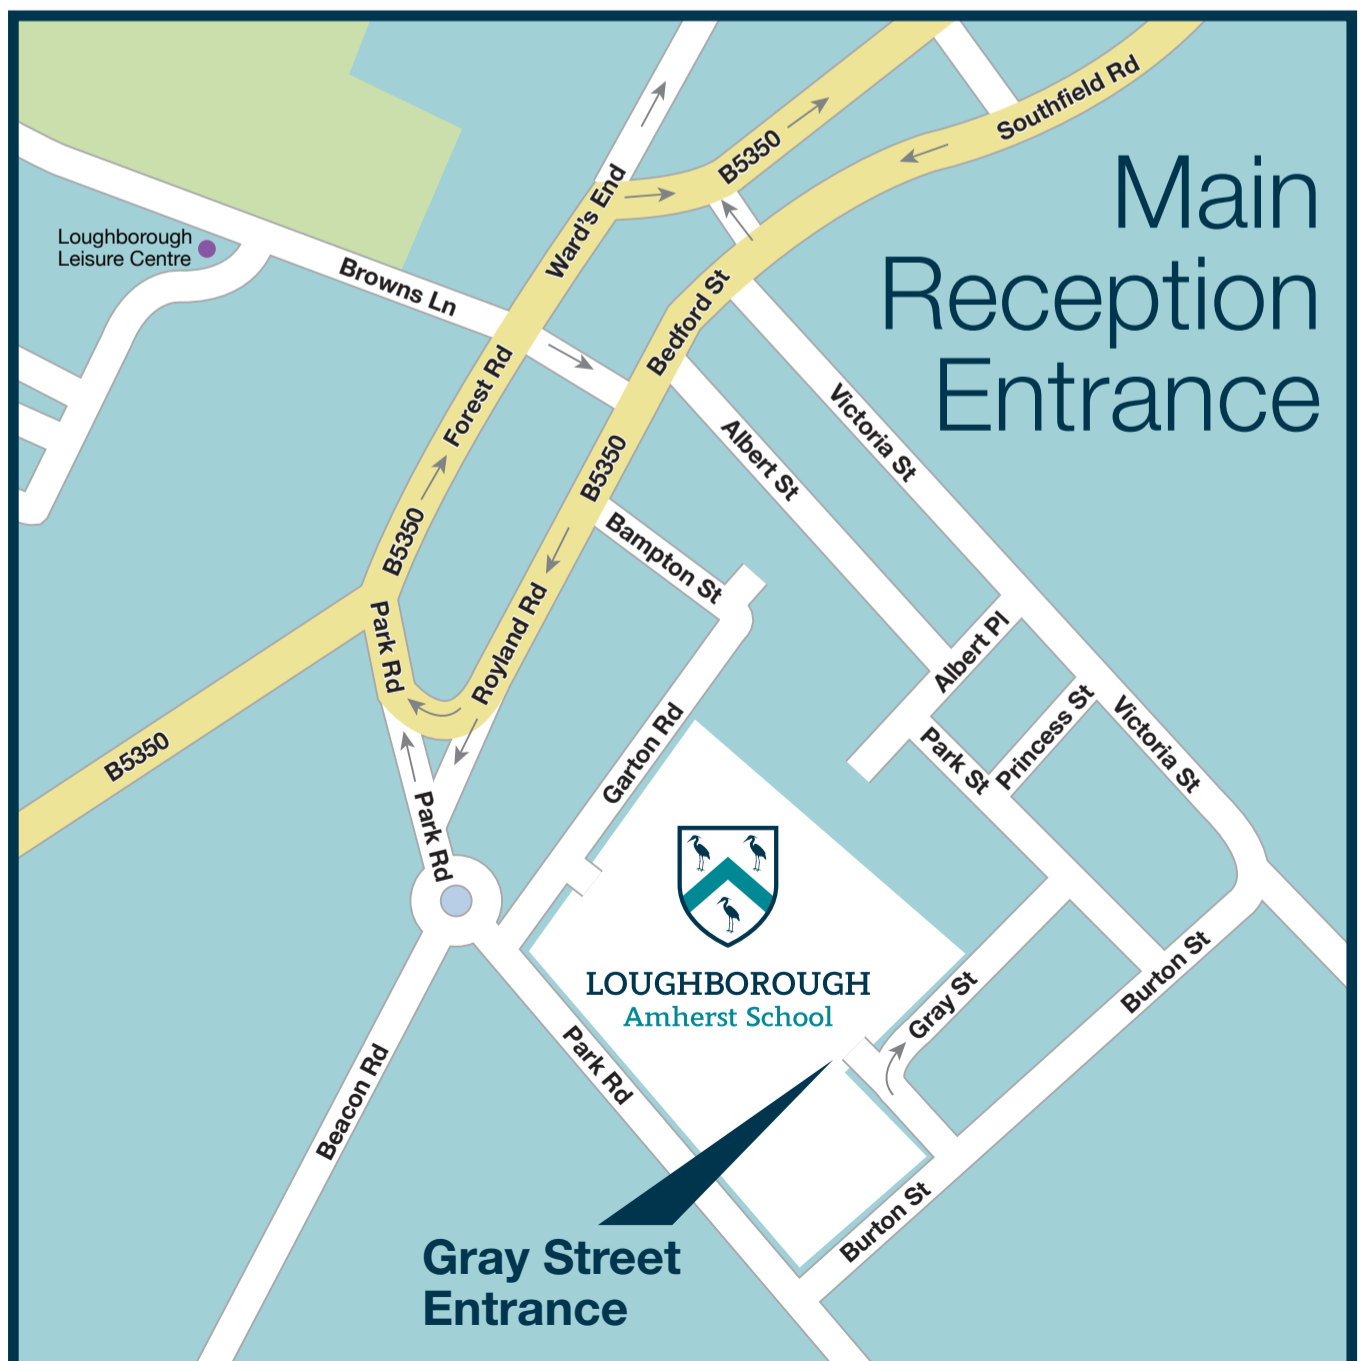 Southfield Rd
B5350
Ward's End
Main
Reception
Entrance
Loughborough
Leisure Centre
Browns Ln
Bedford St
Forest Rd
Victoria St
Albert St
B5350
B5350
Bampton St
Park Rd
Royland Rd
Albert Pl
Princess St
Victoria St
Park St
Garton Rd
B5350
Park Rd
LOUGHBOROUGH
Amherst School
Gray St
Burton St
Park Rd
Beacon Rd
Burton St
Gray Street
Entrance